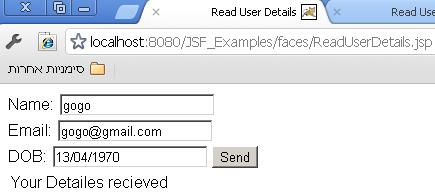 Read User Details
Read Use
localhost:8080/JSF_Examples/faces/ReadUserDetails.jsp
סימניות אחרות
Name: gogo
Email: gogo@gmail.com
DOB: 13/04/1970 Send
Your Detailes recieved